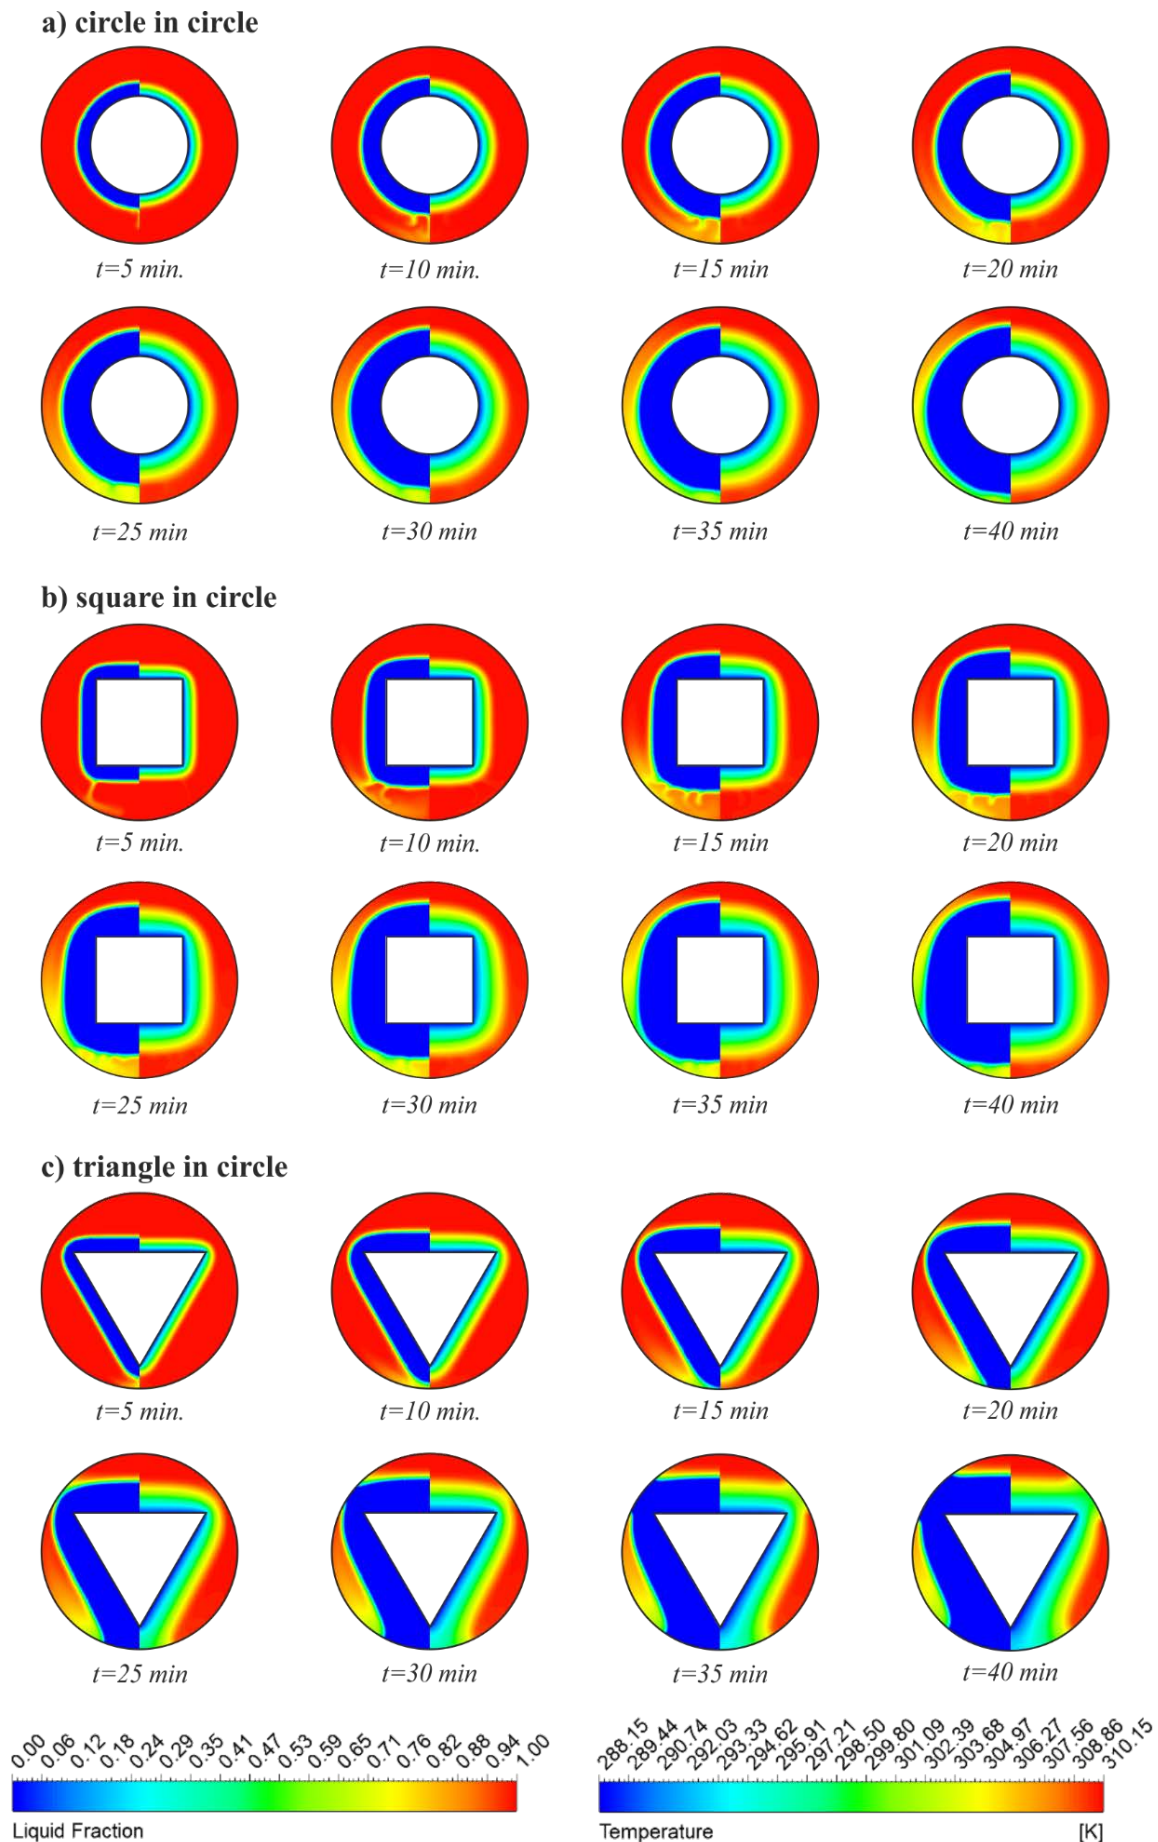 a) circle in circle
t=5 min.
t=10 min.
t=15 min
t=20 min
t=25 min
t=30 min
t=35 min
t=40 min
b) square in circle
t=5 min.
t=10 min.
t=15 min
t=20 min
t=25 min
t=30 min
t=35 min
t=40 min
c) triangle in circle
t=5 min.
t=10 min.
t=15 min
t=20 min
t=25 min
t=30 min
t=35 min
t=40 min
0.00 0.06 0.12 0.18 0.24 0.29 0.35 0.41 0.47 0.53 0.59 0.65 0.71 0.76 0.82 0.88 0.94 1.00
Liquid Fraction
288.15 289.44 290.74 292.03 293.33 294.62 295.91 297.21 298.50 299.80 301.09 302.39 303.68 304.97 306.27 307.56 308.86 310.15
Temperature [K]